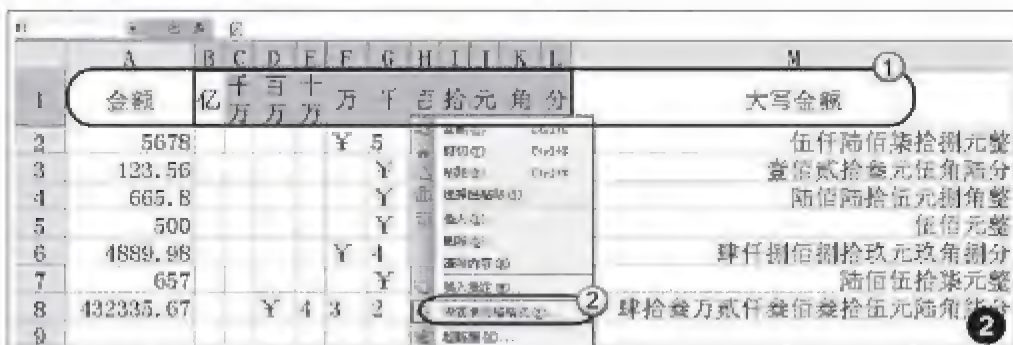 A B C D E F G H I J K L M
1 金额 亿 千万 百万 十万 万 千 百 拾 元 角 分 大写金额 ①
2 5678 ¥ 5 伍仟陆佰柒拾捌元整
3 123.56 ¥ 壹佰贰拾叁元伍角陆分
4 665.8 ¥ 陆佰陆拾伍元捌角整
5 500 ¥ 伍佰元整
6 4889.98 ¥ 4 肆仟捌佰捌拾玖元玖角捌分
7 657 ¥ 陆佰伍拾柒元整
8 432335.67 ¥ 4 3 2 ② 肆拾叁万贰仟叁佰叁拾伍元陆角柒分
9 2